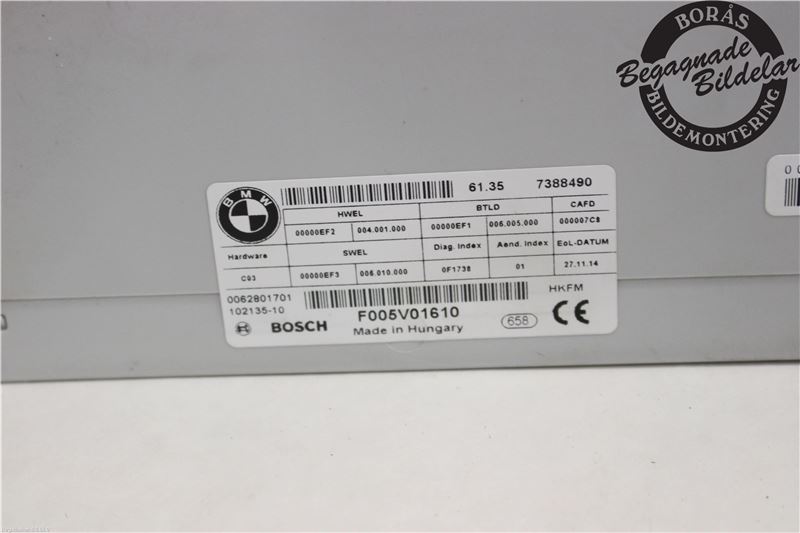 BORÅS
Begagnade
Bildelar
BILDEMONTERING
BMW
61.35 7388490
HWEL BTLD CAFD
00000EF2 004.001.000 00000EF1 006.005.000 000007C8
Hardware SWEL Diag. Index Aend. Index EoL-DATUM
C03 00000EF3 006.010.000 0F1738 01 27.11.14
0062801701 HKFM
102135-10
BOSCH F005V01610 658 CE
Made in Hungary